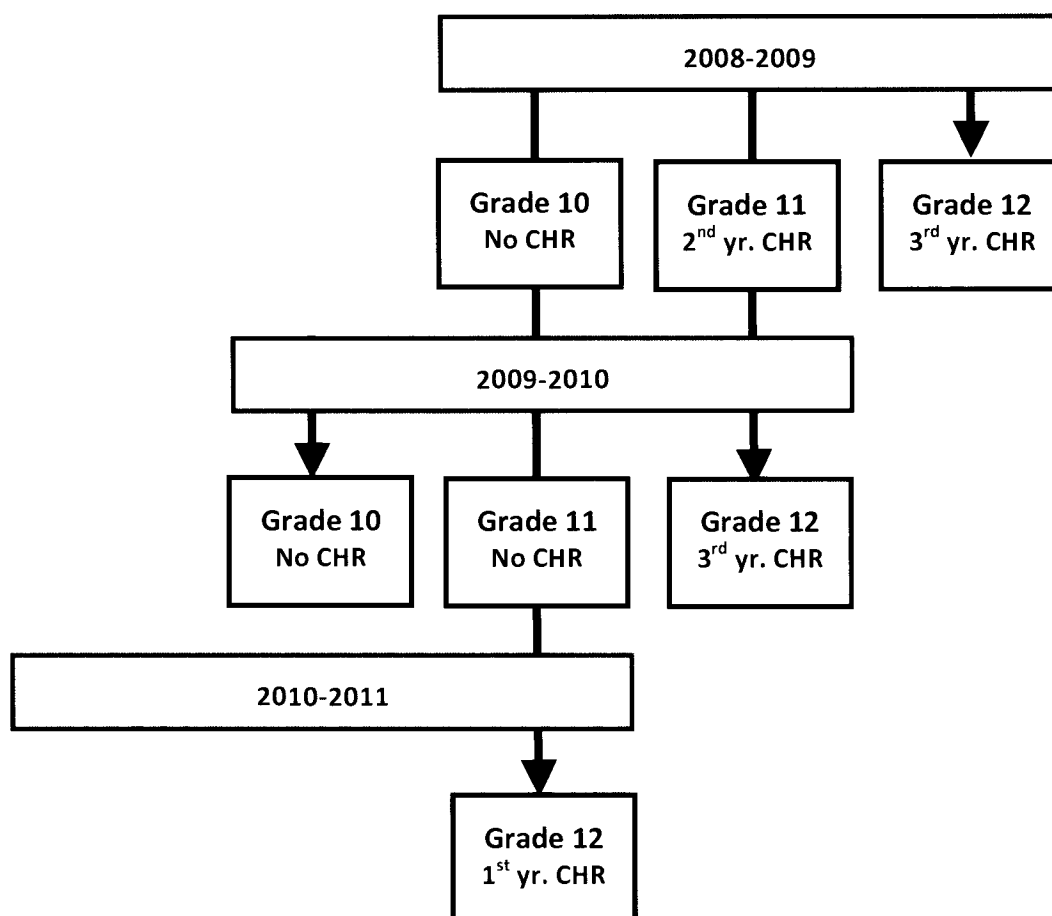 2008-2009
Grade 10
No CHR
Grade 11
2nd yr. CHR
Grade 12
3rd yr. CHR
2009-2010
Grade 10
No CHR
Grade 11
No CHR
Grade 12
3rd yr. CHR
2010-2011
Grade 12
1st yr. CHR